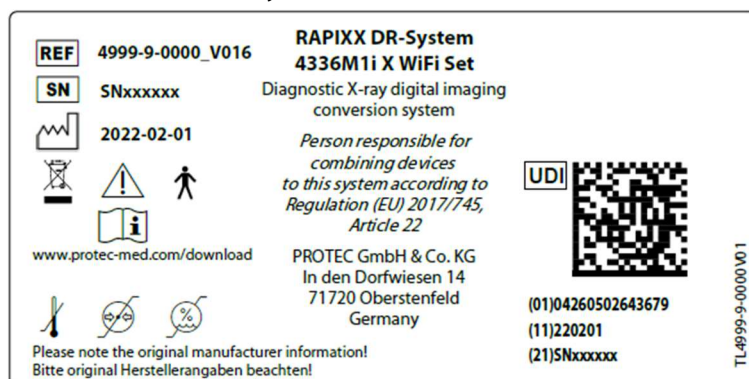 REF 4999-9-0000_V016
SN SNxxxxxx
2022-02-01
www.protec-med.com/download
Please note the original manufacturer information!
Bitte original Herstellerangaben beachten!
RAPIXX DR-System
4336M1i X WiFi Set
Diagnostic X-ray digital imaging
conversion system
Person responsible for
combining devices
to this system according to
Regulation (EU) 2017/745,
Article 22
PROTEC GmbH & Co. KG
In den Dorfwiesen 14
71720 Oberstenfeld
Germany
UDI
(01)04260502643679
(11)220201
(21)SNxxxxxx
TL4999-9-0000V01